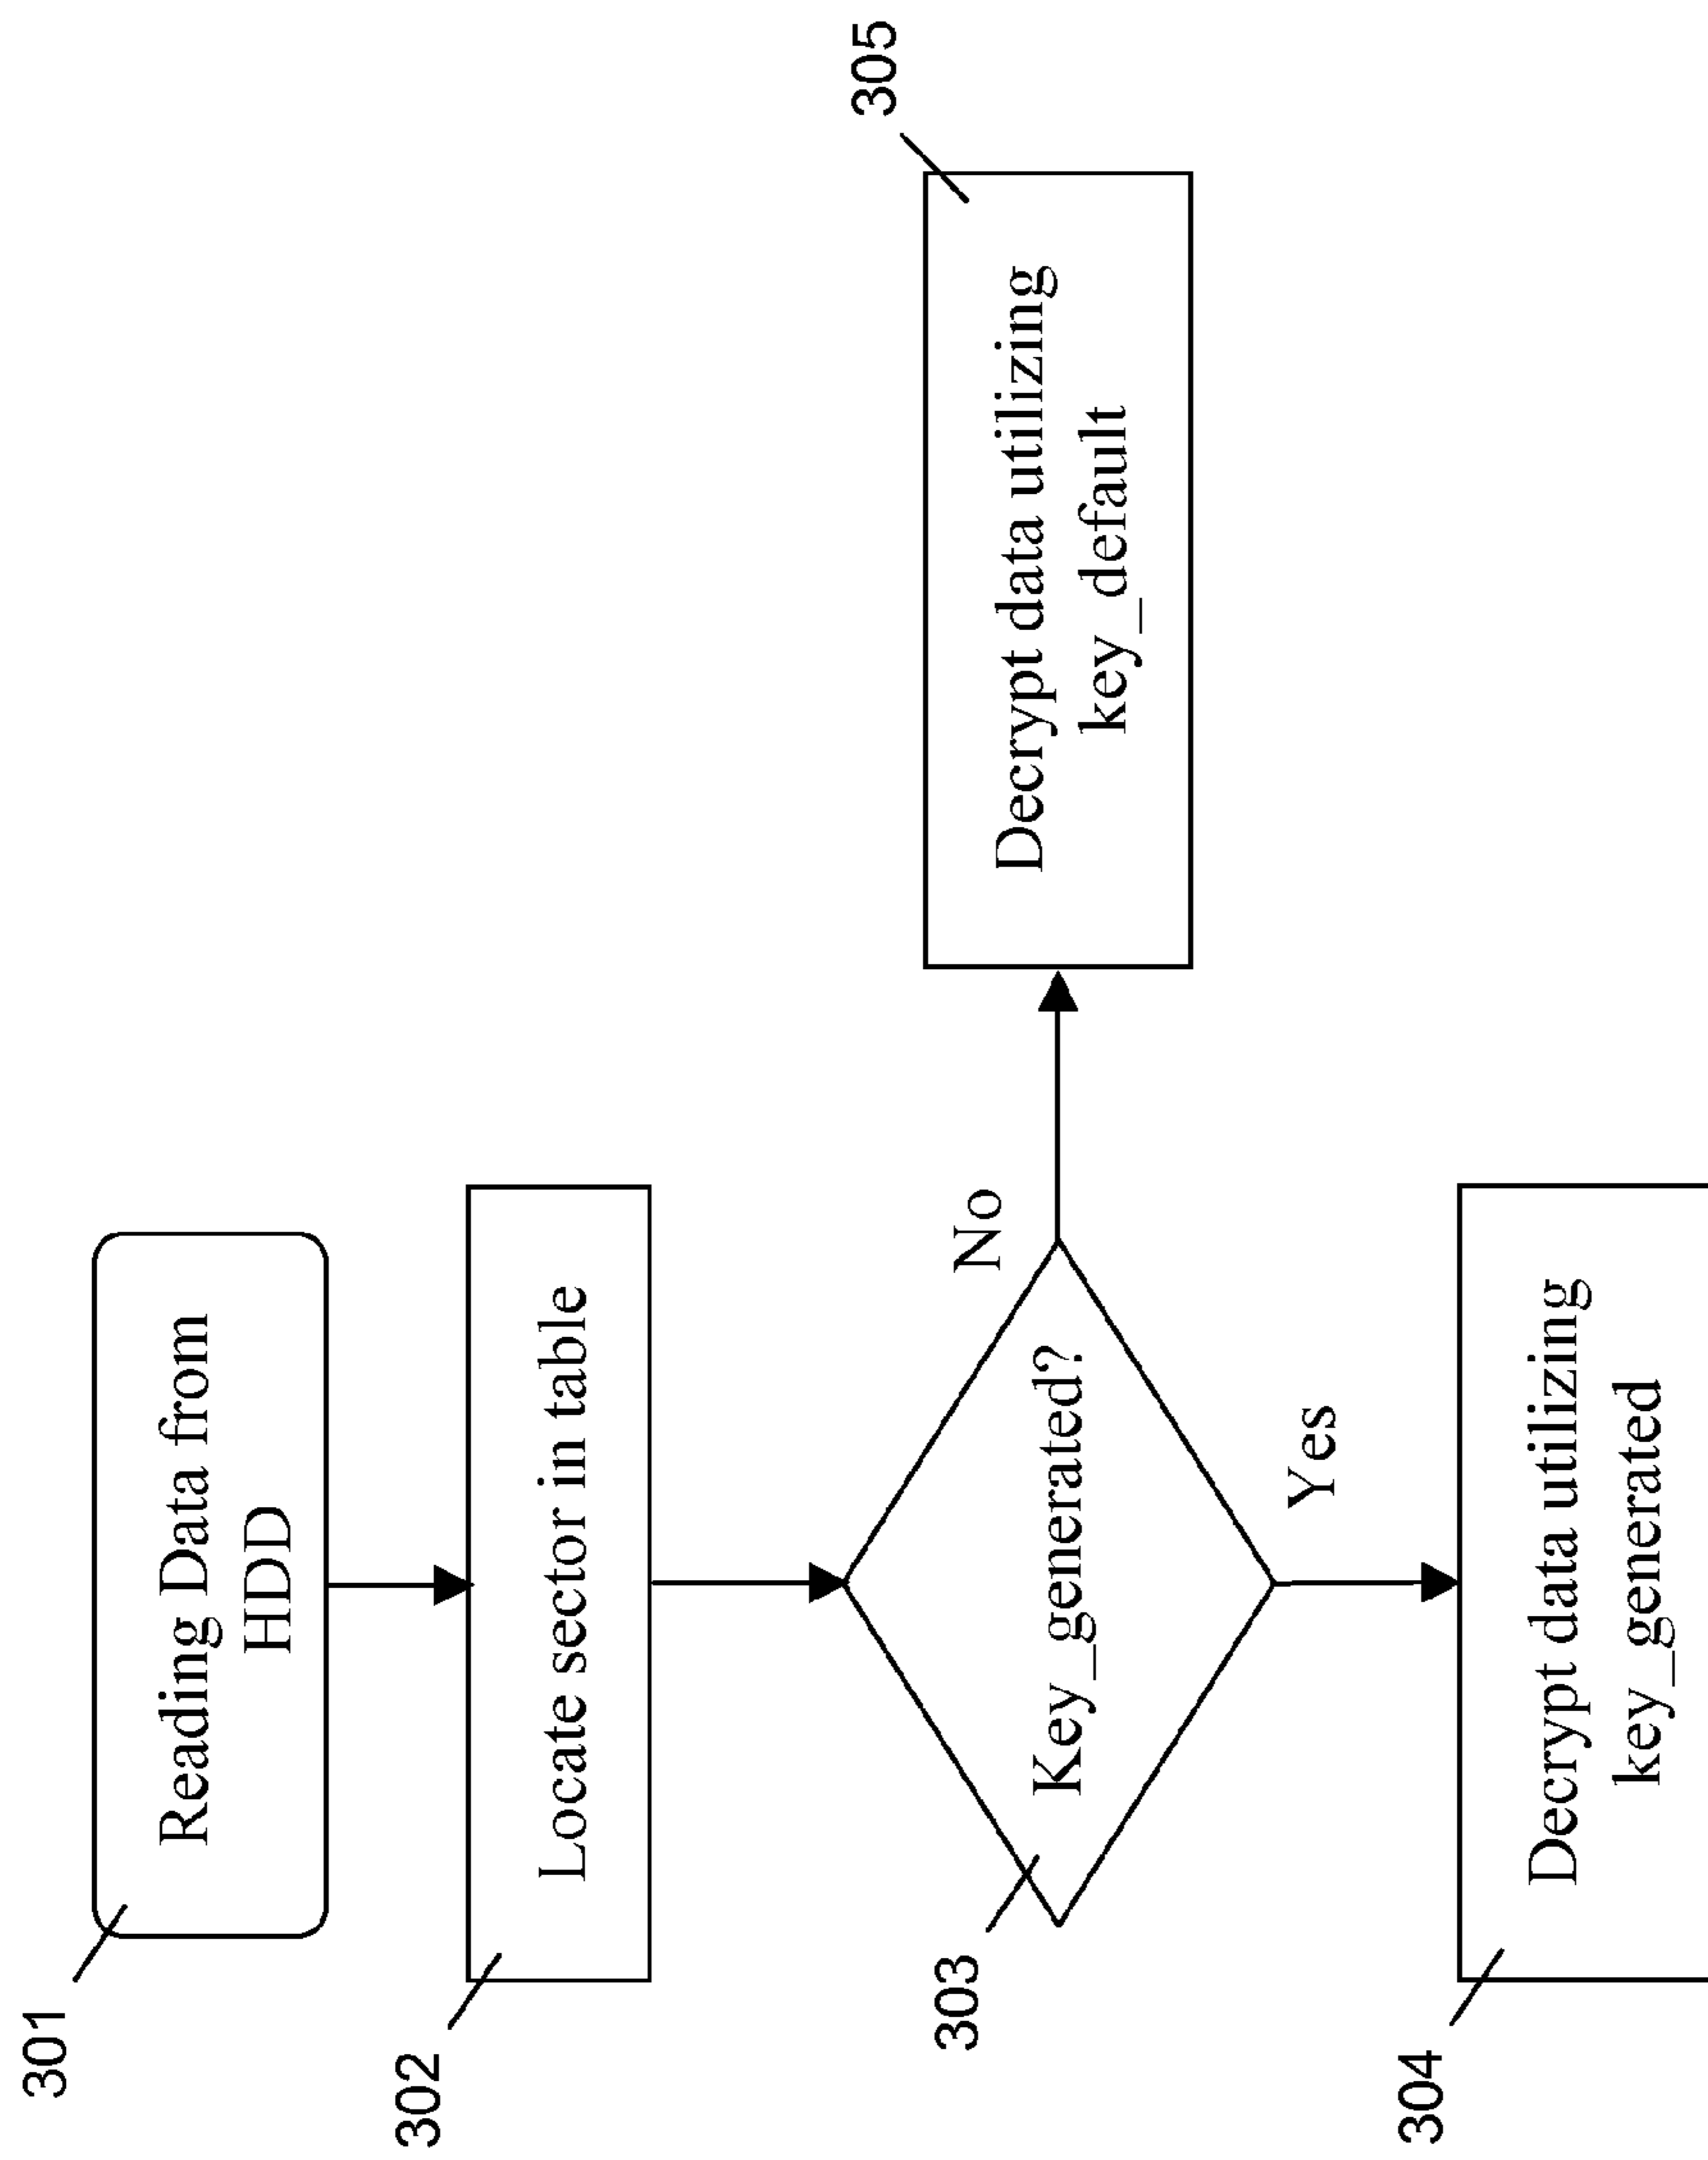 301
Reading Data from
HDD
302
Locate sector in table
303
Key_generated?
No
305
Decrypt data utilizing
key_default
Yes
304
Decrypt data utilizing
key_generated